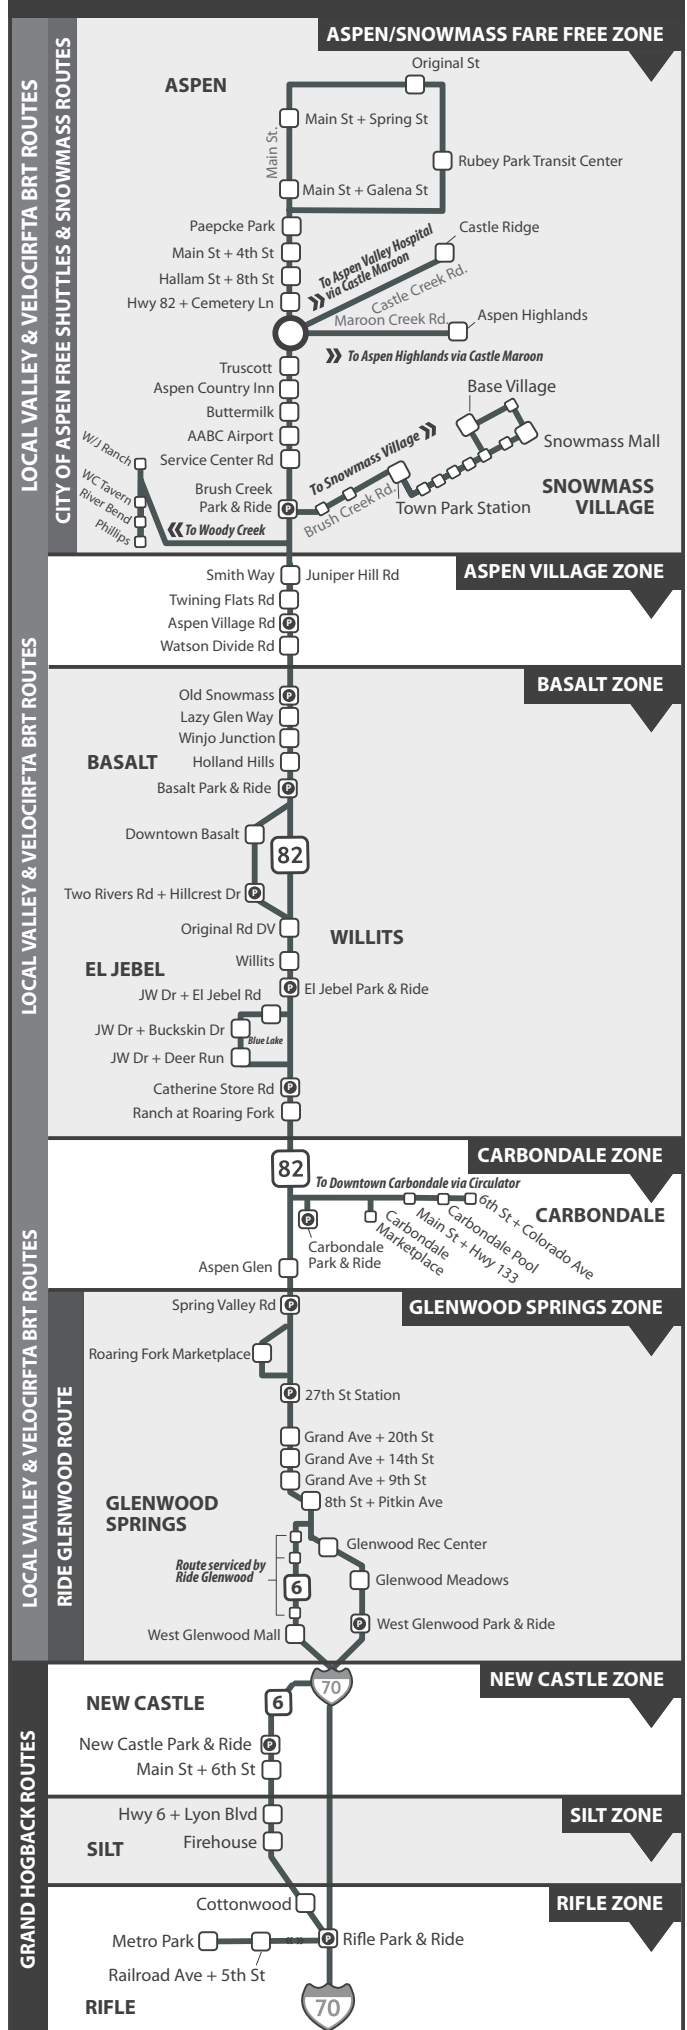 ASPEN/SNOWMASS FARE FREE ZONE
LOCAL VALLEY & VELOCIRFTA BRT ROUTES
CITY OF ASPEN FREE SHUTTLES & SNOWMASS ROUTES
ASPEN
Original St
Main St.
Main St + Spring St
Rubey Park Transit Center
Main St + Galena St
Paepcke Park
Main St + 4th St
Hallam St + 8th St
Hwy 82 + Cemetery Ln
To Aspen Valley Hospital
via Castle Maroon
Castle Ridge
Castle Creek Rd.
Maroon Creek Rd.
Aspen Highlands
To Aspen Highlands via Castle Maroon
Truscott
Aspen Country Inn
Buttermilk
AABC Airport
Service Center Rd
Brush Creek
Park & Ride
P
To Snowmass Village
Brush Creek Rd.
Base Village
Snowmass Mall
Town Park Station
SNOWMASS
VILLAGE
W/J Ranch
WC Tavern
River Bend
Phillips
To Woody Creek
ASPEN VILLAGE ZONE
Smith Way
Juniper Hill Rd
Twining Flats Rd
Aspen Village Rd
P
Watson Divide Rd
LOCAL VALLEY & VELOCIRFTA BRT ROUTES
BASALT ZONE
Old Snowmass
P
Lazy Glen Way
Winjo Junction
BASALT
Holland Hills
Basalt Park & Ride
P
Downtown Basalt
82
Two Rivers Rd + Hillcrest Dr
P
Original Rd DV
WILLITS
Willits
EL JEBEL
P
El Jebel Park & Ride
JW Dr + El Jebel Rd
JW Dr + Buckskin Dr
Blue Lake
JW Dr + Deer Run
Catherine Store Rd
P
Ranch at Roaring Fork
CARBONDALE ZONE
82
To Downtown Carbondale via Circulator
CARBONDALE
P
Carbondale
Park & Ride
Carbondale
Marketplace
Main St + Hwy 133
Carbondale Pool
6th St + Colorado Ave
Aspen Glen
LOCAL VALLEY & VELOCIRFTA BRT ROUTES
RIDE GLENWOOD ROUTE
GLENWOOD SPRINGS ZONE
Spring Valley Rd
P
Roaring Fork Marketplace
P
27th St Station
Grand Ave + 20th St
Grand Ave + 14th St
Grand Ave + 9th St
8th St + Pitkin Ave
GLENWOOD
SPRINGS
Glenwood Rec Center
Route serviced by
Ride Glenwood
6
Glenwood Meadows
P
West Glenwood Park & Ride
West Glenwood Mall
GRAND HOGBACK ROUTES
NEW CASTLE ZONE
70
6
NEW CASTLE
New Castle Park & Ride
P
Main St + 6th St
SILT ZONE
Hwy 6 + Lyon Blvd
Firehouse
SILT
RIFLE ZONE
Cottonwood
Metro Park
P
Rifle Park & Ride
Railroad Ave + 5th St
RIFLE
70